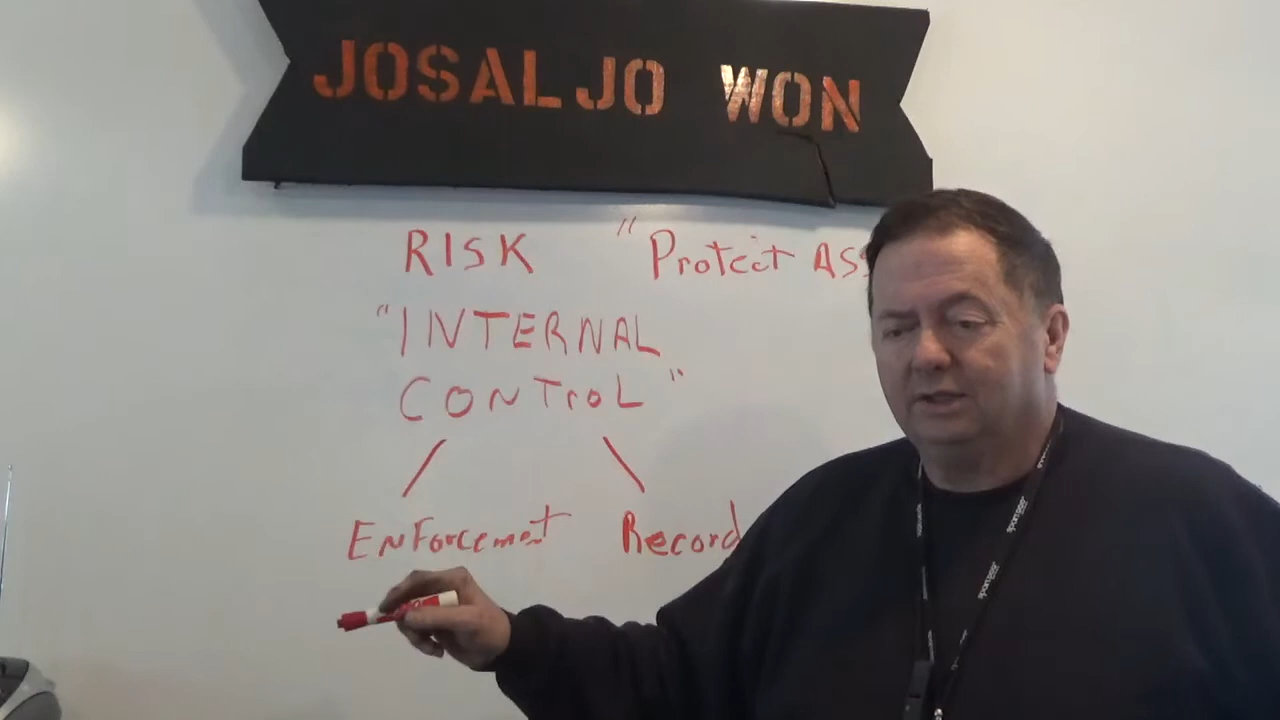 JOSALJO WON
RISK "Protect ASS
"INTERNAL
CONTroL"
EnForcement Record